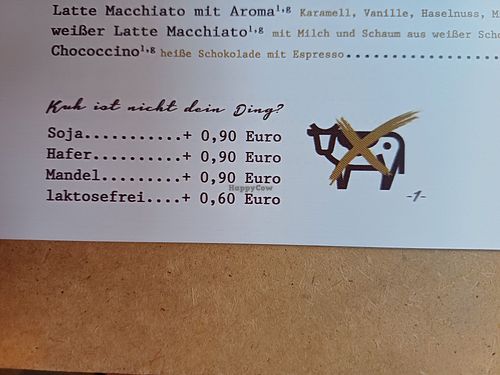 Latte Macchiato mit Aroma¹,ᵍ Karamell, Vanille, Haselnuss,
weißer Latte Macchiato¹,ᵍ mit Milch und Schaum aus weißer
Chococcino¹,ᵍ heiße Schokolade mit Espresso...................
Kuh ist nicht dein Ding?
Soja...........+ 0,90 Euro
Hafer..........+ 0,90 Euro
Mandel.........+ 0,90 Euro
HappyCow
laktosefrei....+ 0,60 Euro
-1-